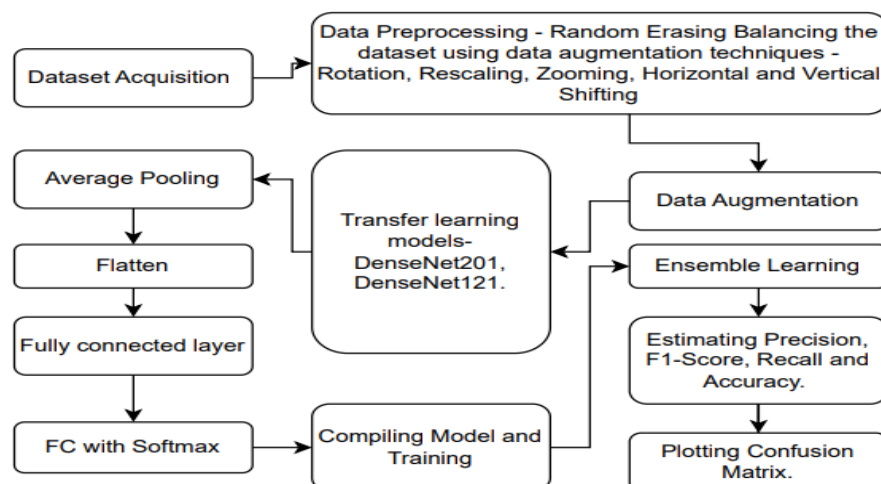 Dataset Acquisition
Data Preprocessing - Random Erasing Balancing the
dataset using data augmentation techniques -
Rotation, Rescaling, Zooming, Horizontal and Vertical
Shifting
Data Augmentation
Transfer learning
models-
DenseNet201,
DenseNet121.
Average Pooling
Flatten
Fully connected layer
FC with Softmax
Compiling Model and
Training
Ensemble Learning
Estimating Precision,
F1-Score, Recall and
Accuracy.
Plotting Confusion
Matrix.